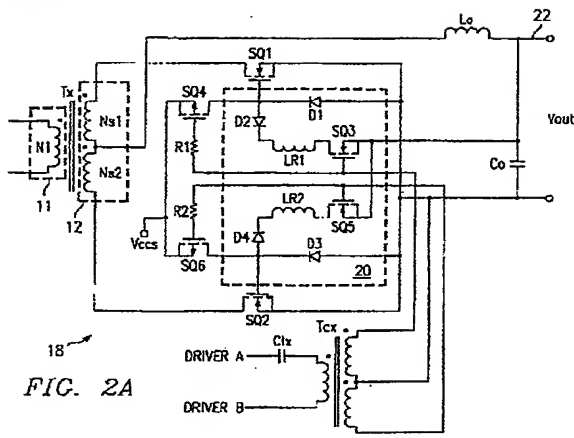 Lo
22
SQ1
Tx
SQ4
D1
Ns1
D2
SQ3
Vout
N1
R1
LR1
Co
Ns2
R2
LR2
11
12
Vccs
D4
SQ5
D3
SQ6
20
SQ2
Tcx
18
C1x
DRIVER A
DRIVER B
FIG. 2A